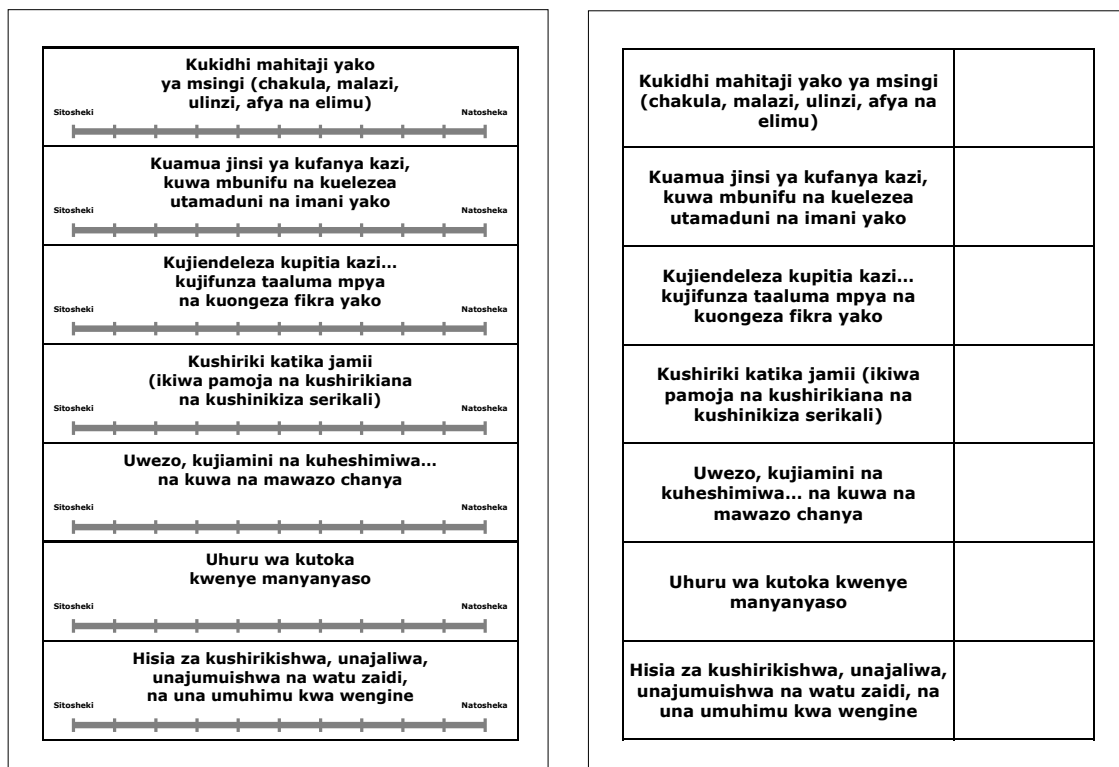 Kukidhi mahitaji yako
ya msingi (chakula, malazi,
ulinzi, afya na elimu)
Sitosheki
Natosheka
Kuamua jinsi ya kufanya kazi,
kuwa mbunifu na kuelezea
utamaduni na imani yako
Sitosheki
Natosheka
Kujiendeleza kupitia kazi...
kujifunza taaluma mpya
na kuongeza fikra yako
Sitosheki
Natosheka
Kushiriki katika jamii
(ikiwa pamoja na kushirikiana
na kushinikiza serikali)
Sitosheki
Natosheka
Uwezo, kujiamini na kuheshimiwa...
na kuwa na mawazo chanya
Sitosheki
Natosheka
Uhuru wa kutoka
kwenye manyanyaso
Sitosheki
Natosheka
Hisia za kushirikishwa, unajaliwa,
unajumuishwa na watu zaidi,
na una umuhimu kwa wengine
Sitosheki
Natosheka
Kukidhi mahitaji yako ya msingi
(chakula, malazi, ulinzi, afya na
elimu)
Kuamua jinsi ya kufanya kazi,
kuwa mbunifu na kuelezea
utamaduni na imani yako
Kujiendeleza kupitia kazi...
kujifunza taaluma mpya na
kuongeza fikra yako
Kushiriki katika jamii (ikiwa
pamoja na kushirikiana na
kushinikiza serikali)
Uwezo, kujiamini na
kuheshimiwa... na kuwa na
mawazo chanya
Uhuru wa kutoka kwenye
manyanyaso
Hisia za kushirikishwa, unajaliwa,
unajumuishwa na watu zaidi, na
una umuhimu kwa wengine